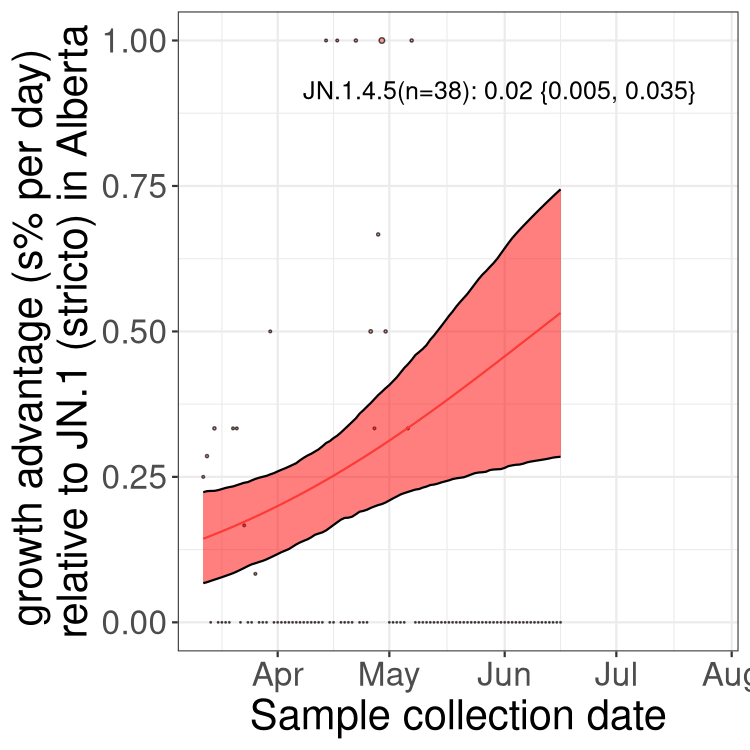 growth advantage (s% per day)
relative to JN.1 (stricto) in Alberta
1.00
0.75
0.50
0.25
0.00
JN.1.4.5(n=38): 0.02 {0.005, 0.035}
Apr May Jun Jul Aug
Sample collection date